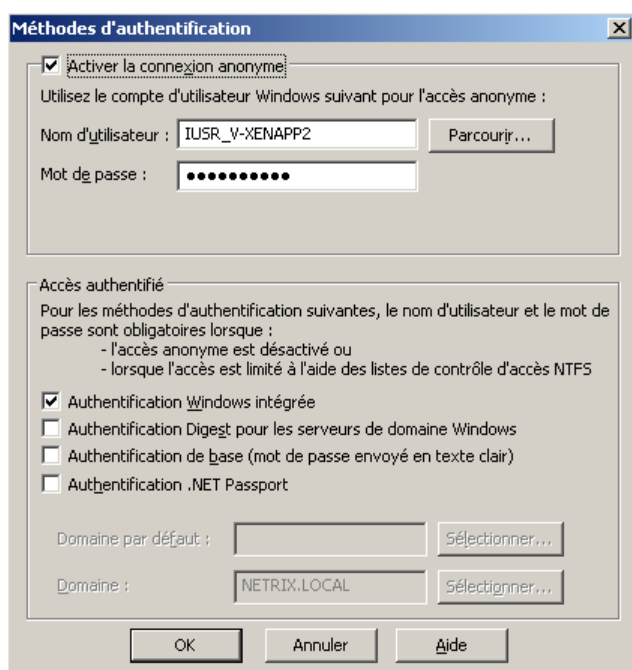 Méthodes d'authentification
Activer la connexion anonyme
Utilisez le compte d'utilisateur Windows suivant pour l'accès anonyme :
Nom d'utilisateur : IUSR_V-XENAPP2 Parcourir...
Mot de passe : ●●●●●●●●●●
Accès authentifié
Pour les méthodes d'authentification suivantes, le nom d'utilisateur et le mot de
passe sont obligatoires lorsque :
- l'accès anonyme est désactivé ou
- lorsque l'accès est limité à l'aide des listes de contrôle d'accès NTFS
Authentification Windows intégrée
Authentification Digest pour les serveurs de domaine Windows
Authentification de base (mot de passe envoyé en texte clair)
Authentification .NET Passport
Domaine par défaut : Sélectionner...
Domaine : NETRIX.LOCAL Sélectionner...
OK Annuler Aide